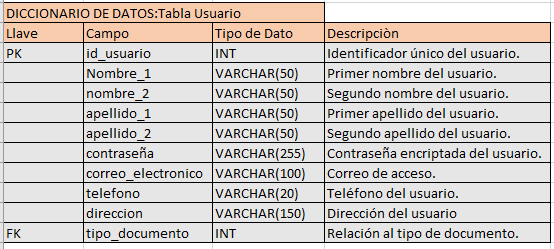 DICCIONARIO DE DATOS:Tabla Usuario
Llave Campo Tipo de Dato Descripciòn
PK id_usuario INT Identificador único del usuario.
Nombre_1 VARCHAR(50) Primer nombre del usuario.
nombre_2 VARCHAR(50) Segundo nombre del usuario.
apellido_1 VARCHAR(50) Primer apellido del usuario.
apellido_2 VARCHAR(50) Segundo apellido del usuario.
contraseña VARCHAR(255) Contraseña encriptada del usuario.
correo_electronico VARCHAR(100) Correo de acceso.
telefono VARCHAR(20) Teléfono del usuario.
direccion VARCHAR(150) Dirección del usuario
FK tipo_documento INT Relación al tipo de documento.